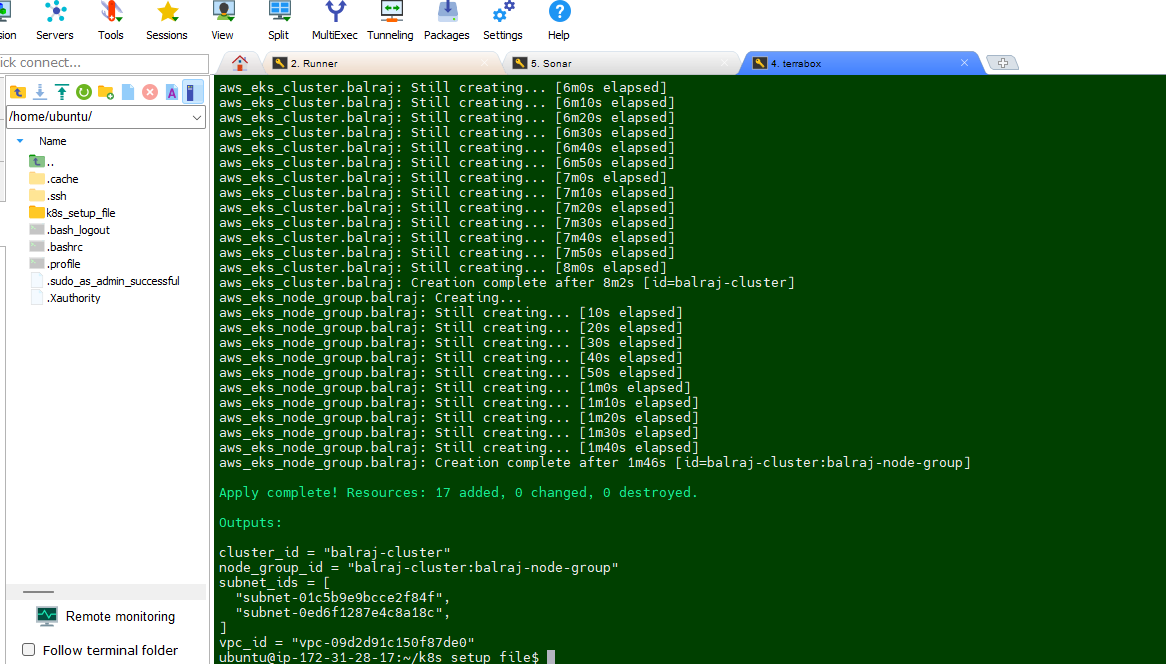 sion
Servers
Tools
Sessions
View
Split
MultiExec
Tunneling
Packages
Settings
Help
ick connect...
2. Runner
5. Sonar
4. terrabox
/home/ubuntu/
Name
..
.cache
.ssh
k8s_setup_file
.bash_logout
.bashrc
.profile
.sudo_as_admin_successful
.Xauthority
Remote monitoring
Follow terminal folder
aws_eks_cluster.balraj: Still creating... [6m0s elapsed]
aws_eks_cluster.balraj: Still creating... [6m10s elapsed]
aws_eks_cluster.balraj: Still creating... [6m20s elapsed]
aws_eks_cluster.balraj: Still creating... [6m30s elapsed]
aws_eks_cluster.balraj: Still creating... [6m40s elapsed]
aws_eks_cluster.balraj: Still creating... [6m50s elapsed]
aws_eks_cluster.balraj: Still creating... [7m0s elapsed]
aws_eks_cluster.balraj: Still creating... [7m10s elapsed]
aws_eks_cluster.balraj: Still creating... [7m20s elapsed]
aws_eks_cluster.balraj: Still creating... [7m30s elapsed]
aws_eks_cluster.balraj: Still creating... [7m40s elapsed]
aws_eks_cluster.balraj: Still creating... [7m50s elapsed]
aws_eks_cluster.balraj: Still creating... [8m0s elapsed]
aws_eks_cluster.balraj: Creation complete after 8m2s [id=balraj-cluster]
aws_eks_node_group.balraj: Creating...
aws_eks_node_group.balraj: Still creating... [10s elapsed]
aws_eks_node_group.balraj: Still creating... [20s elapsed]
aws_eks_node_group.balraj: Still creating... [30s elapsed]
aws_eks_node_group.balraj: Still creating... [40s elapsed]
aws_eks_node_group.balraj: Still creating... [50s elapsed]
aws_eks_node_group.balraj: Still creating... [1m0s elapsed]
aws_eks_node_group.balraj: Still creating... [1m10s elapsed]
aws_eks_node_group.balraj: Still creating... [1m20s elapsed]
aws_eks_node_group.balraj: Still creating... [1m30s elapsed]
aws_eks_node_group.balraj: Still creating... [1m40s elapsed]
aws_eks_node_group.balraj: Creation complete after 1m46s [id=balraj-cluster:balraj-node-group]
Apply complete! Resources: 17 added, 0 changed, 0 destroyed.
Outputs:
cluster_id = "balraj-cluster"
node_group_id = "balraj-cluster:balraj-node-group"
subnet_ids = [
"subnet-01c5b9e9bcce2f84f",
"subnet-0ed6f1287e4c8a18c",
]
vpc_id = "vpc-09d2d91c150f87de0"
ubuntu@ip-172-31-28-17:~/k8s_setup_file$